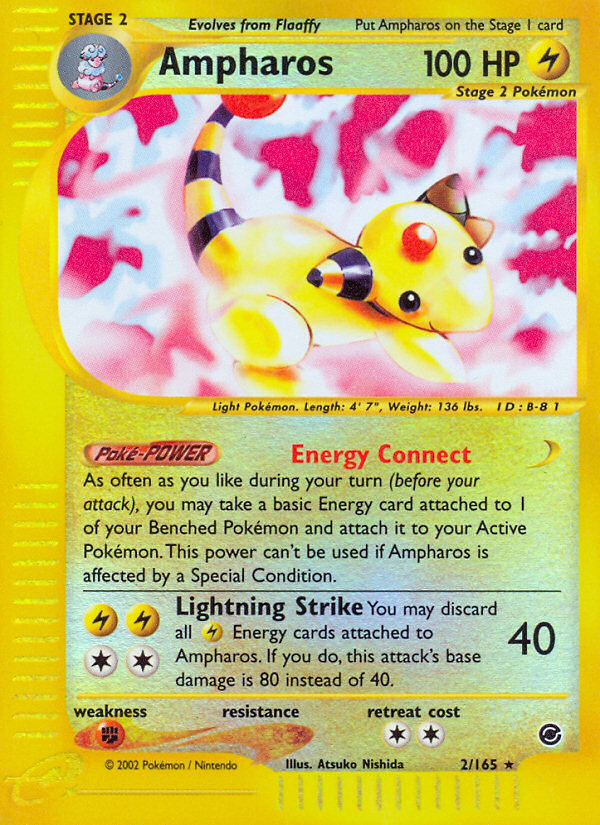 STAGE 2
Evolves from Flaaffy
Put Ampharos on the Stage 1 card
Ampharos
100 HP
Stage 2 Pokémon
Light Pokémon. Length: 4' 7", Weight: 136 lbs. ID: B-81
Poké-POWER
Energy Connect
As often as you like during your turn (before your
attack), you may take a basic Energy card attached to 1
of your Benched Pokémon and attach it to your Active
Pokémon. This power can't be used if Ampharos is
affected by a Special Condition.
Lightning Strike You may discard
all Energy cards attached to
Ampharos. If you do, this attack's base
damage is 80 instead of 40.
40
weakness
resistance
retreat cost
© 2002 Pokémon / Nintendo
Illus. Atsuko Nishida
2/165 ★